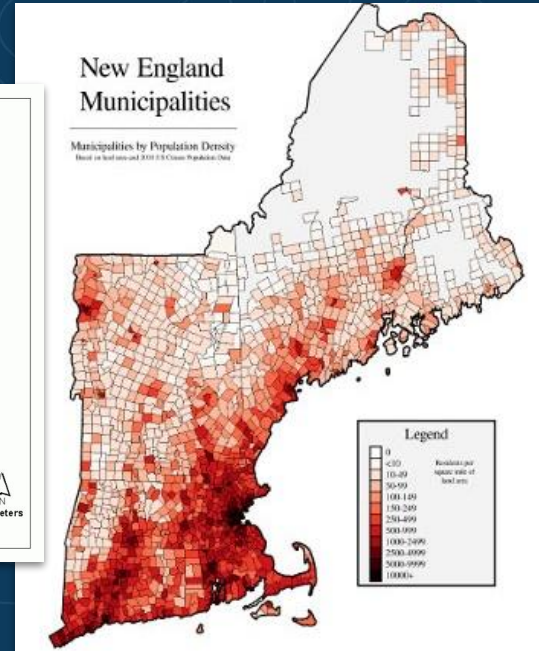 New England
Municipalities
Municipalities by Population Density
Legend
0
<10
10-49
50-99
100-149
150-249
250-499
500-999
1000-2499
2500-4999
5000-9999
10000+
Residents per
square mile of
land area
N
eters